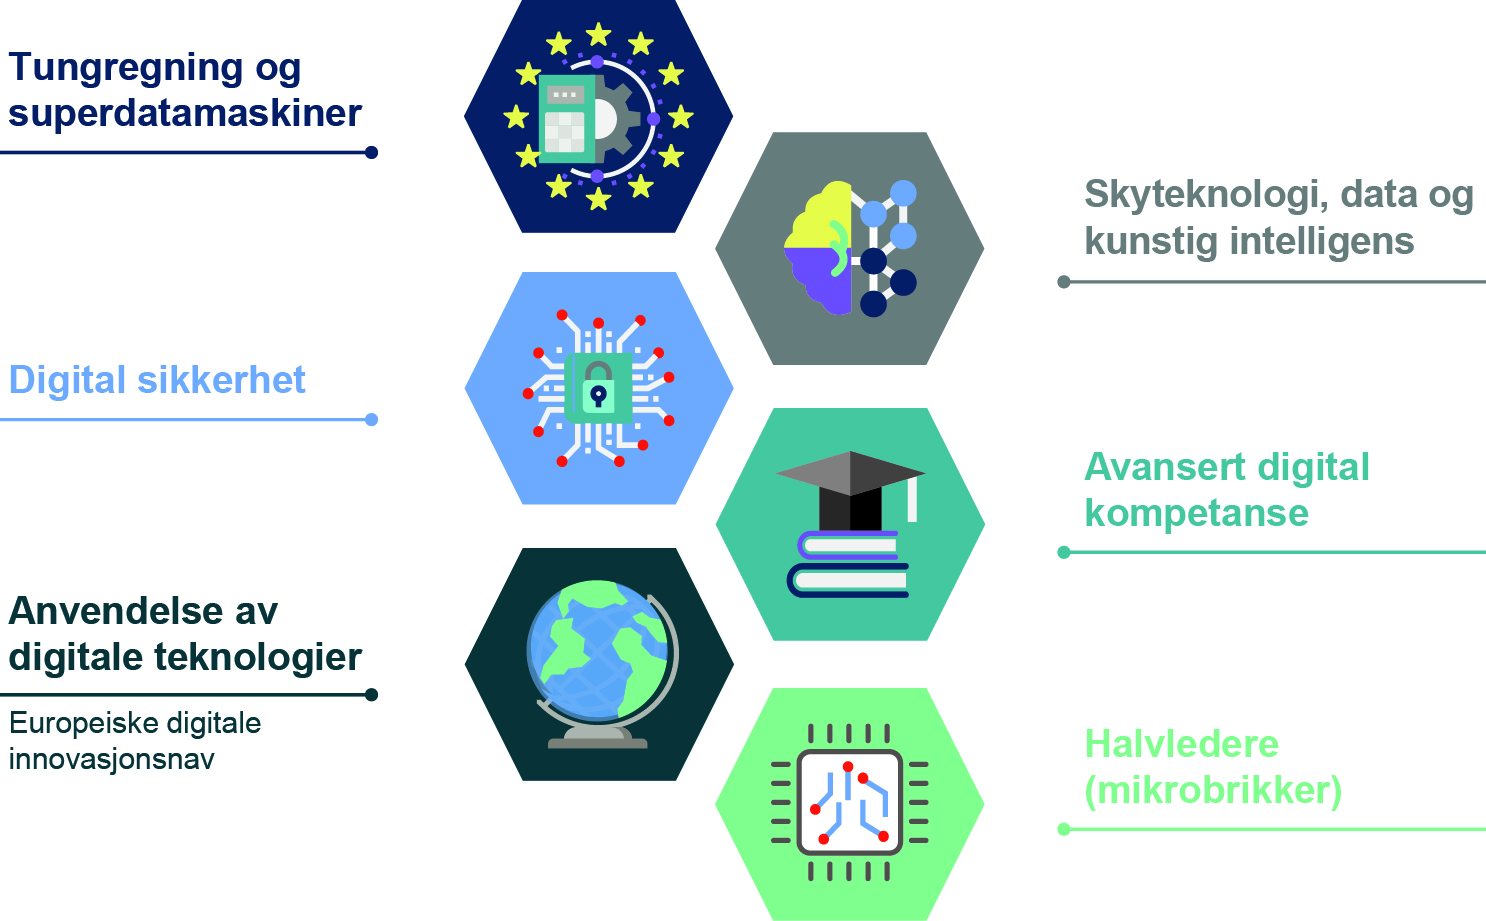 Tungregning og
superdatamaskiner
Skyteknologi, data og
kunstig intelligens
Digital sikkerhet
Avansert digital
kompetanse
Anvendelse av
digitale teknologier
Europeiske digitale
innovasjonsnav
Halvledere
(mikrobrikker)